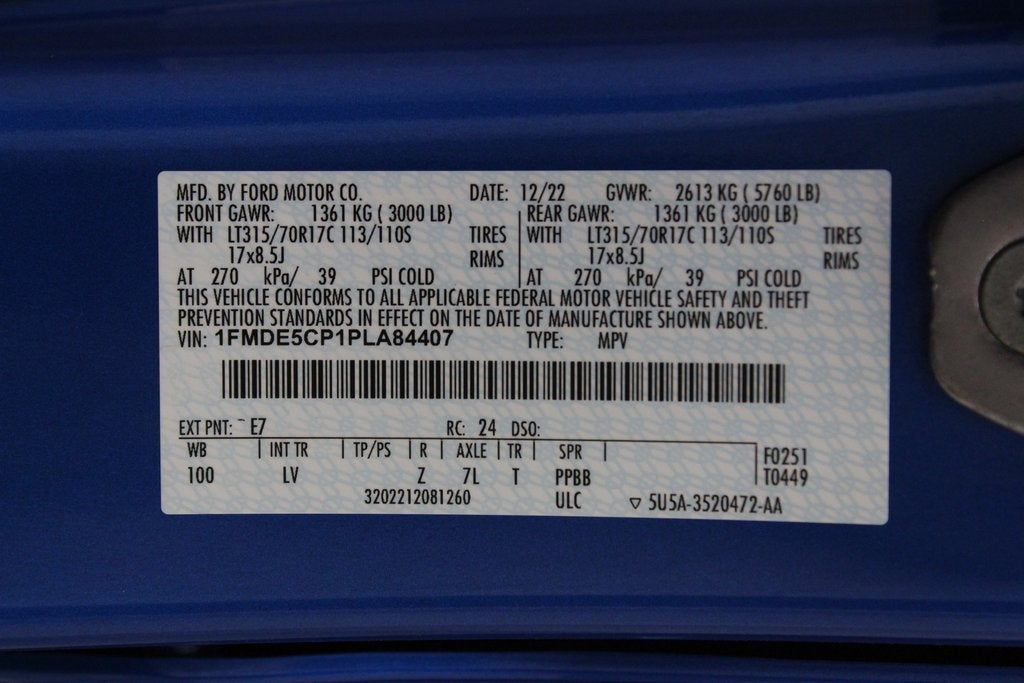 MFD. BY FORD MOTOR CO. DATE: 12/22 GVWR: 2613 KG ( 5760 LB)
FRONT GAWR: 1361 KG ( 3000 LB) REAR GAWR: 1361 KG ( 3000 LB)
WITH LT315/70R17C 113/110S TIRES WITH LT315/70R17C 113/110S TIRES
17x8.5J RIMS 17x8.5J RIMS
AT 270 kPa/ 39 PSI COLD AT 270 kPa/ 39 PSI COLD
THIS VEHICLE CONFORMS TO ALL APPLICABLE FEDERAL MOTOR VEHICLE SAFETY AND THEFT
PREVENTION STANDARDS IN EFFECT ON THE DATE OF MANUFACTURE SHOWN ABOVE.
VIN: 1FMDE5CP1PLA84407 TYPE: MPV
EXT PNT: E7 RC: 24 DSO:
WB INT TR TP/PS R AXLE TR SPR F0251
100 LV Z 7L T PPBB T0449
3202212081260 ULC ▽ 5U5A-3520472-AA